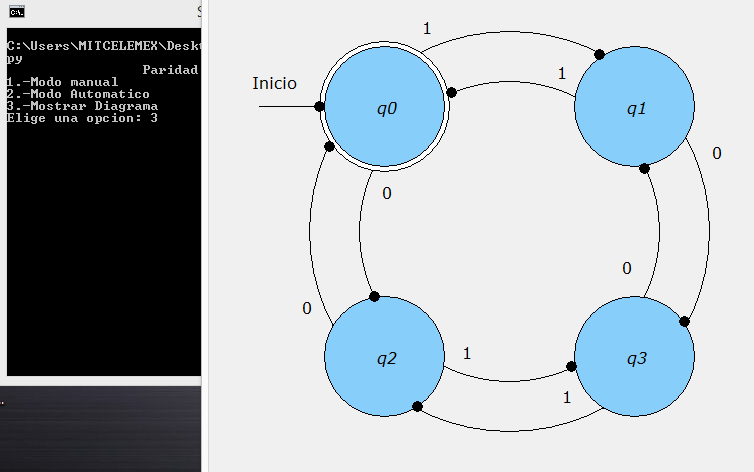 C:\Users\MITCELEMEX\Deskt
py
Paridad
1.-Modo manual
2.-Modo Automatico
3.-Mostrar Diagrama
Elige una opcion: 3
1
Inicio
1
q0
q1
0
0
0
0
1
q2
q3
1